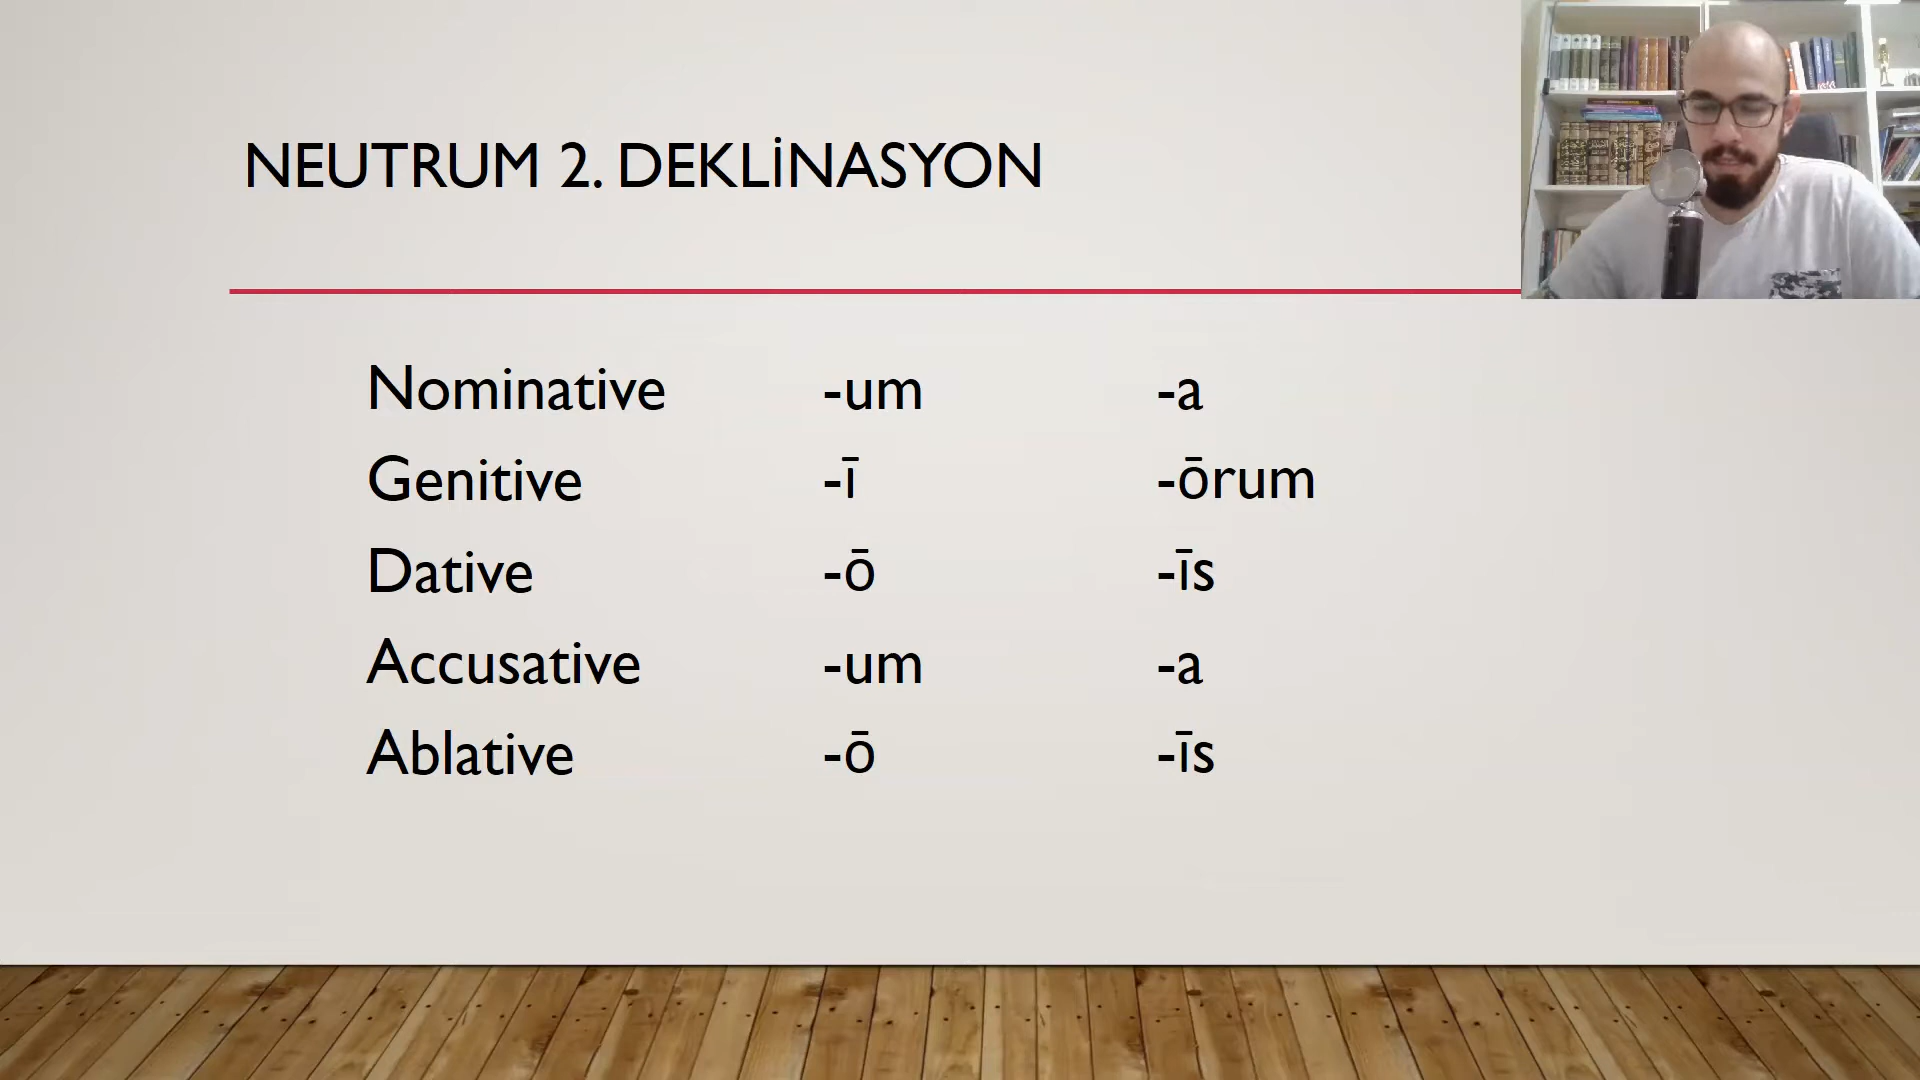 NEUTRUM 2. DEKLİNASYON
Nominative -um -a
Genitive -ī -ōrum
Dative -ō -īs
Accusative -um -a
Ablative -ō -īs